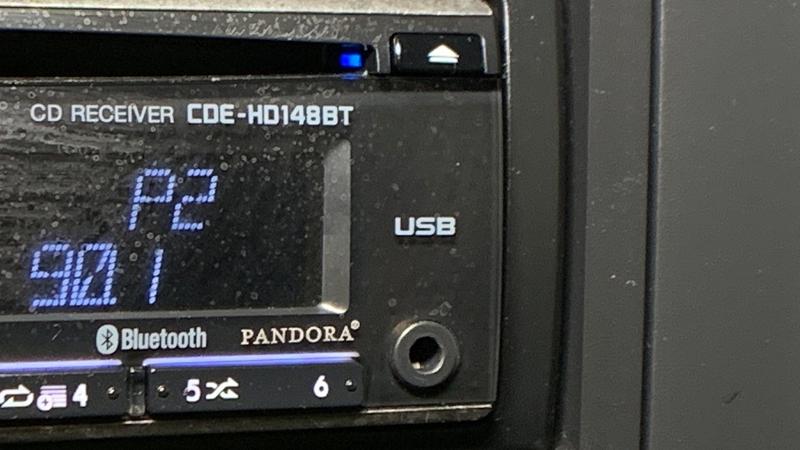 CD RECEIVER CDE-HD148BT
P2
USB
90.1
Bluetooth PANDORA®
4 5 6